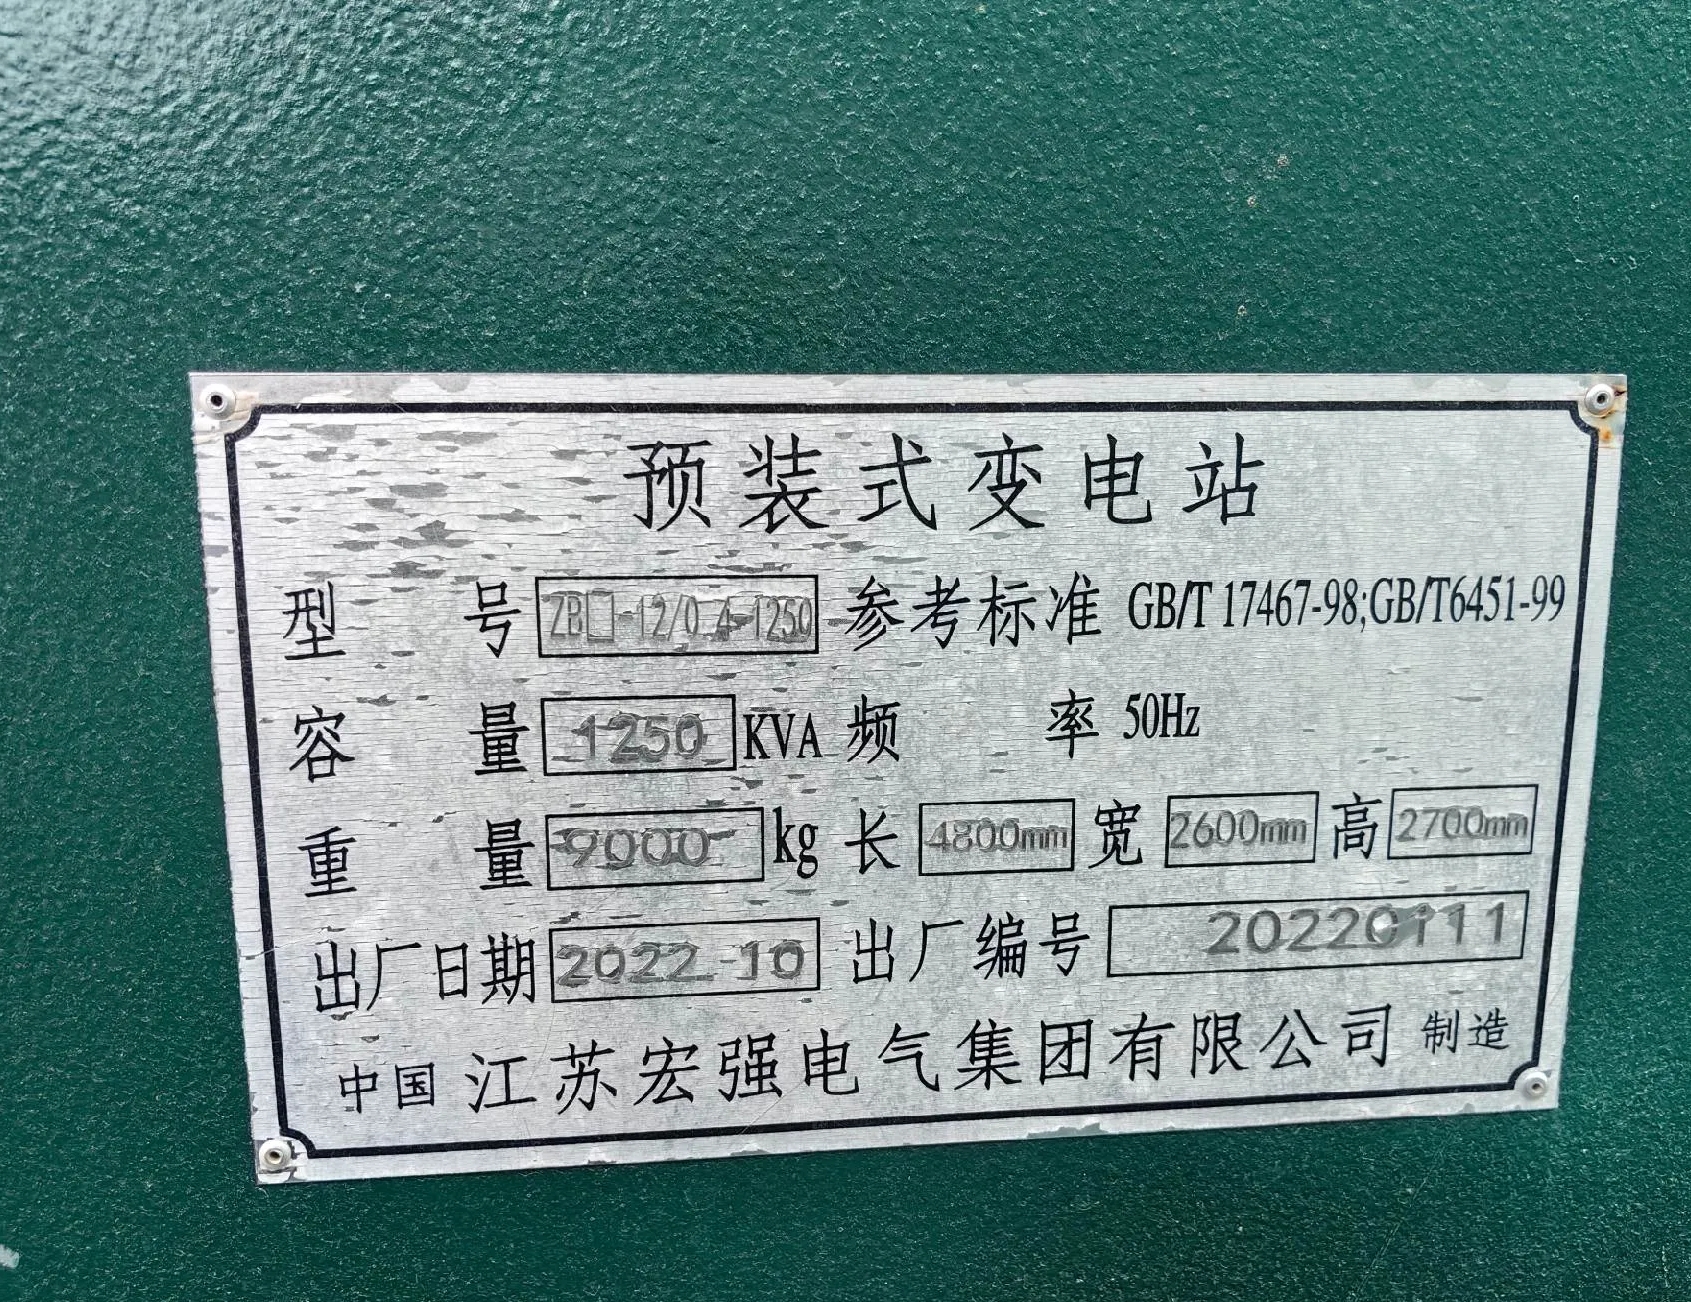 预装式变电站
型号 ZB□-12/0.4-1250 参考标准 GB/T 17467-98;GB/T6451-99
容量 1250 KVA 频率 50Hz
重量 9000 kg 长 4800mm 宽 2600mm 高 2700mm
出厂日期 2022-10 出厂编号 20220111
中国 江苏宏强电气集团有限公司 制造